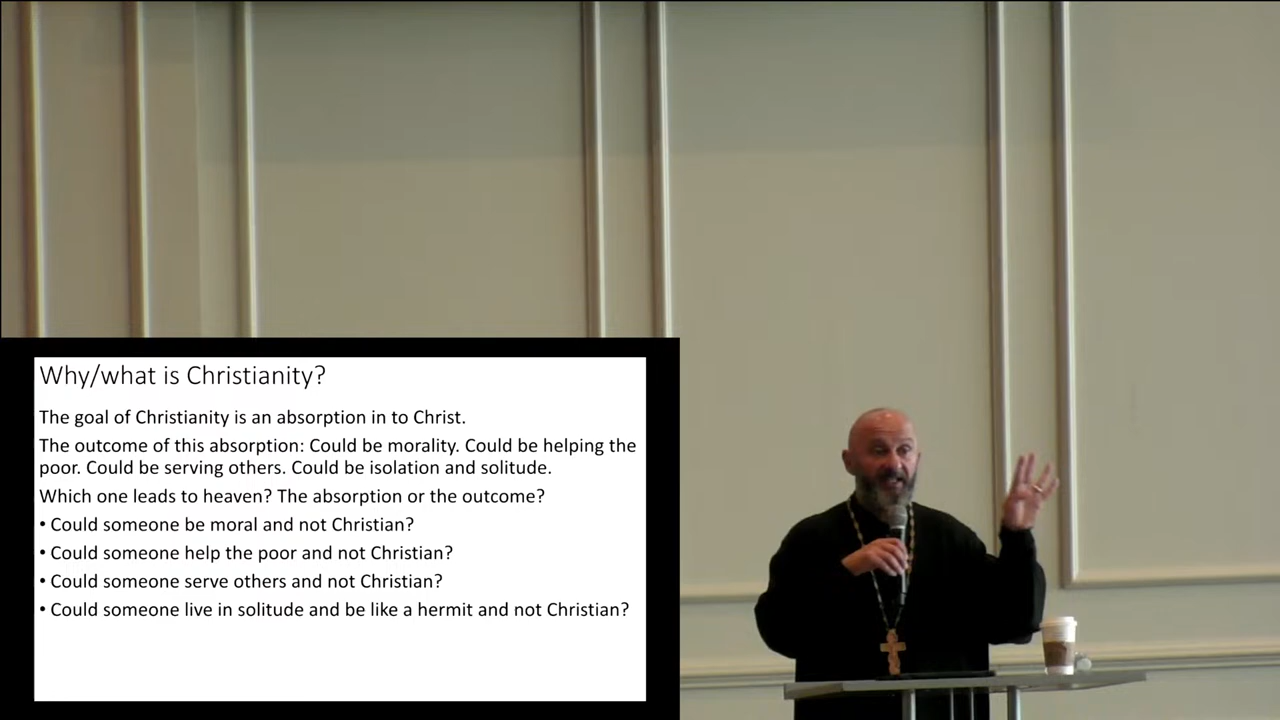 Why/what is Christianity?
The goal of Christianity is an absorption in to Christ.
The outcome of this absorption: Could be morality. Could be helping the
poor. Could be serving others. Could be isolation and solitude.
Which one leads to heaven? The absorption or the outcome?
• Could someone be moral and not Christian?
• Could someone help the poor and not Christian?
• Could someone serve others and not Christian?
• Could someone live in solitude and be like a hermit and not Christian?